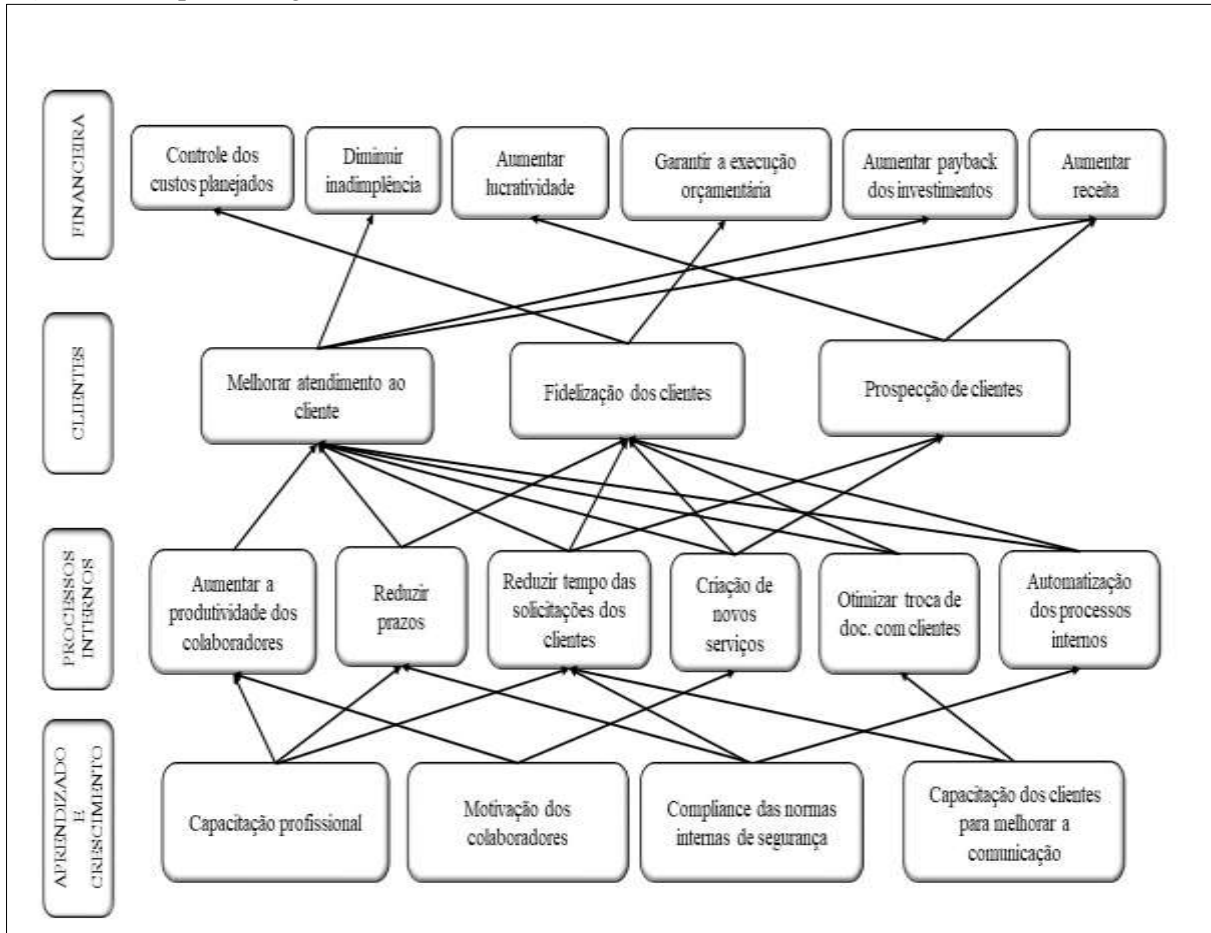 FINANCEIRA
Controle dos
custos planejados
Diminuir
inadimplência
Aumentar
lucratividade
Garantir a execução
orçamentária
Aumentar payback
dos investimentos
Aumentar
receita
CLIENTES
Melhorar atendimento ao
cliente
Fidelização dos clientes
Prospecção de clientes
PROCESSOS
INTERNOS
Aumentar a
produtividade dos
colaboradores
Reduzir
prazos
Reduzir tempo das
solicitações dos
clientes
Criação de
novos
serviços
Otimizar troca de
doc. com clientes
Automatização
dos processos
internos
APRENDIZADO
E
CRESCIMENTO
Capacitação profissional
Motivação dos
colaboradores
Compliance das normas
internas de segurança
Capacitação dos clientes
para melhorar a
comunicação